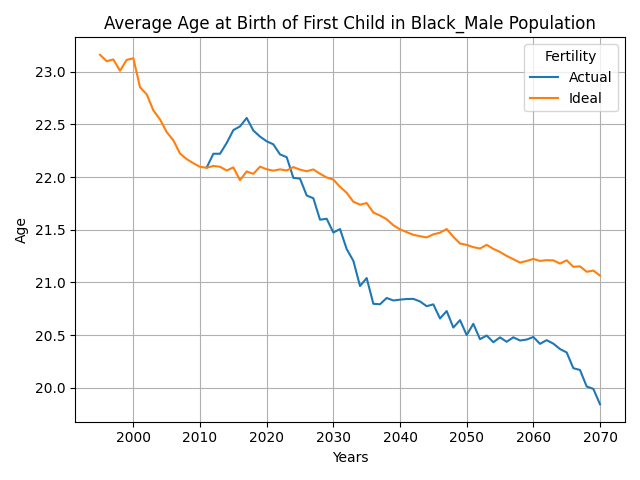 Average Age at Birth of First Child in Black_Male Population
Fertility
Actual
Ideal
Age
23.0
22.5
22.0
21.5
21.0
20.5
20.0
2000 2010 2020 2030 2040 2050 2060 2070
Years